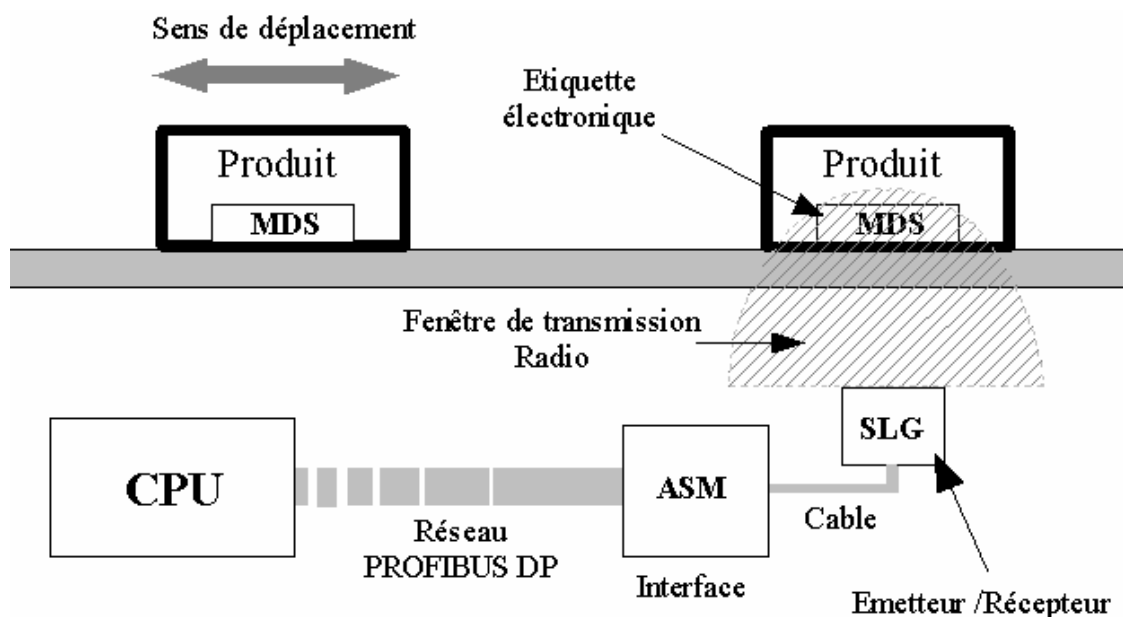 Sens de déplacement
Etiquette
électronique
Produit
MDS
Produit
MDS
Fenêtre de transmission
Radio
SLG
CPU
ASM
Cable
Réseau
PROFIBUS DP
Interface
Emetteur /Récepteur